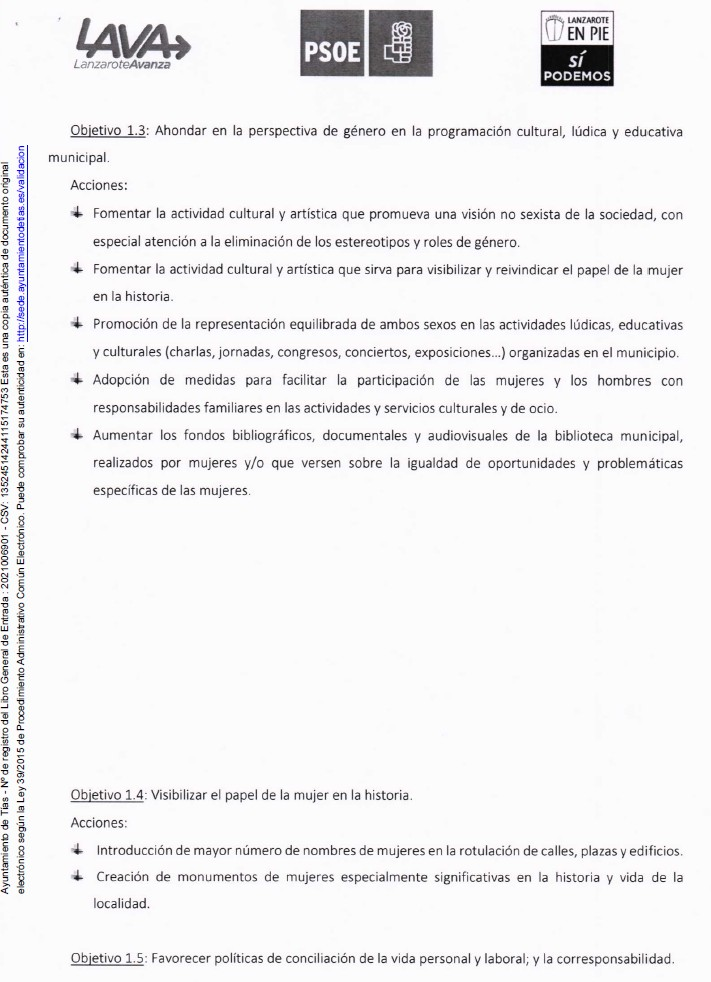 LAVA
LanzaroteAvanza
PSOE
LANZAROTE
EN PIE
SÍ
PODEMOS
Objetivo 1.3: Ahondar en la perspectiva de género en la programación cultural, lúdica y educativa
municipal.
Acciones:
Fomentar la actividad cultural y artística que promueva una visión no sexista de la sociedad, con
especial atención a la eliminación de los estereotipos y roles de género.
Fomentar la actividad cultural y artística que sirva para visibilizar y reivindicar el papel de la mujer
en la historia.
Promoción de la representación equilibrada de ambos sexos en las actividades lúdicas, educativas
y culturales (charlas, jornadas, congresos, conciertos, exposiciones...) organizadas en el municipio.
Adopción de medidas para facilitar la participación de las mujeres y los hombres con
responsabilidades familiares en las actividades y servicios culturales y de ocio.
Aumentar los fondos bibliográficos, documentales y audiovisuales de la biblioteca municipal,
realizados por mujeres y/o que versen sobre la igualdad de oportunidades y problemáticas
específicas de las mujeres.
Objetivo 1.4: Visibilizar el papel de la mujer en la historia.
Acciones:
Introducción de mayor número de nombres de mujeres en la rotulación de calles, plazas y edificios.
Creación de monumentos de mujeres especialmente significativas en la historia y vida de la
localidad.
Objetivo 1.5: Favorecer políticas de conciliación de la vida personal y laboral; y la corresponsabilidad.
Ayuntamiento de Tías - Nº de registro del Libro General de Entrada : 2021006901 - CSV: 13524514244115174753 Esta es una copia auténtica de documento original
electrónico según la Ley 39/2015 de Procedimiento Administrativo Común Electrónico. Puede comprobar su autenticidad en: http://sede.ayuntamientodetias.es/validacion